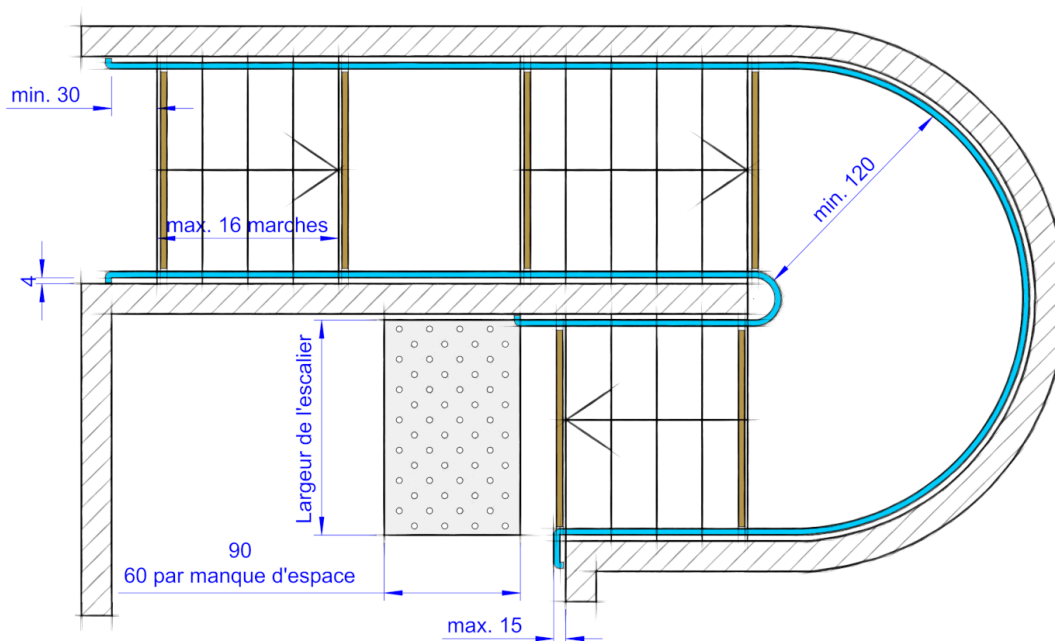 min. 30
max. 16 marches
min. 120
4
Largeur de l'escalier
90
60 par manque d'espace
max. 15